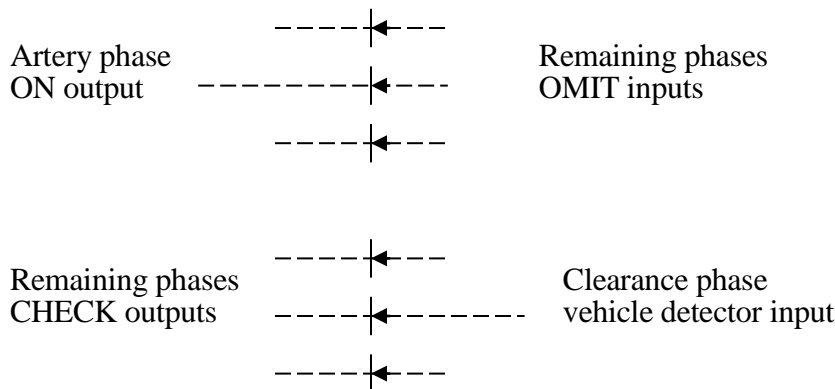 Artery phase
ON output
Remaining phases
OMIT inputs
Remaining phases
CHECK outputs
Clearance phase
vehicle detector input